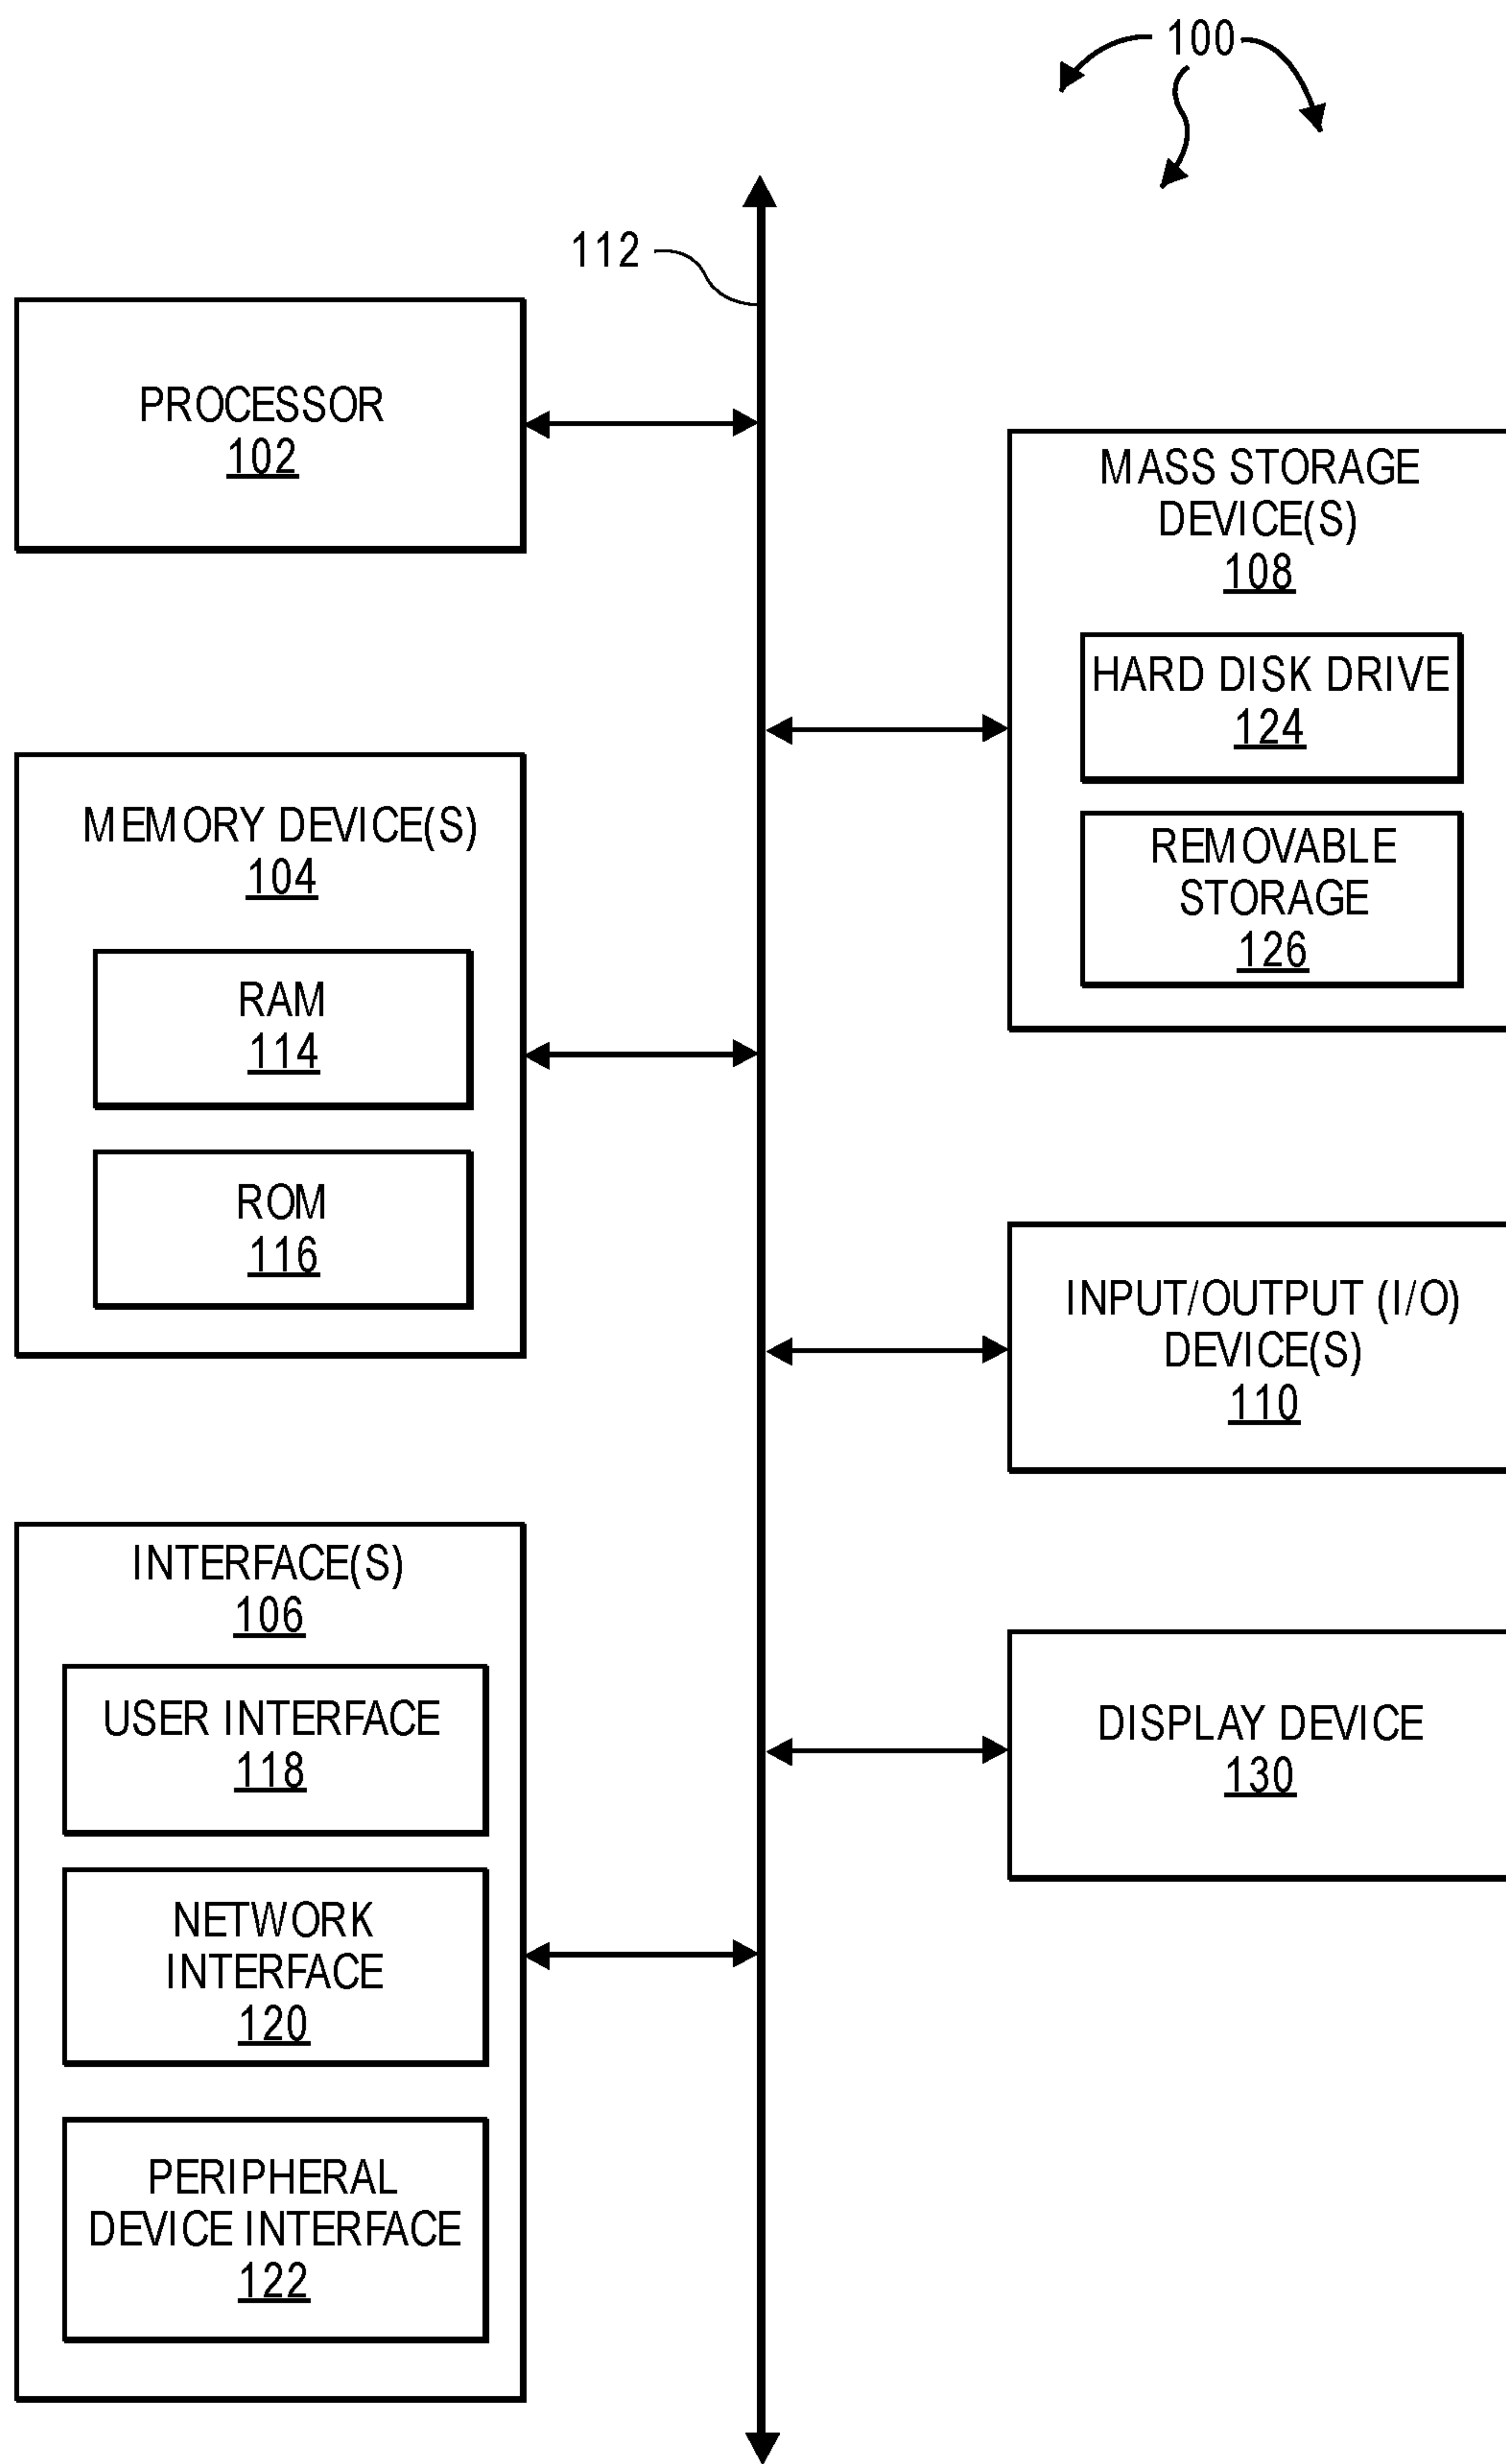 100
112
PROCESSOR
102
MEMORY DEVICE(S)
104
RAM
114
ROM
116
INTERFACE(S)
106
USER INTERFACE
118
NETWORK
INTERFACE
120
PERIPHERAL
DEVICE INTERFACE
122
MASS STORAGE
DEVICE(S)
108
HARD DISK DRIVE
124
REMOVABLE
STORAGE
126
INPUT/OUTPUT (I/O)
DEVICE(S)
110
DISPLAY DEVICE
130